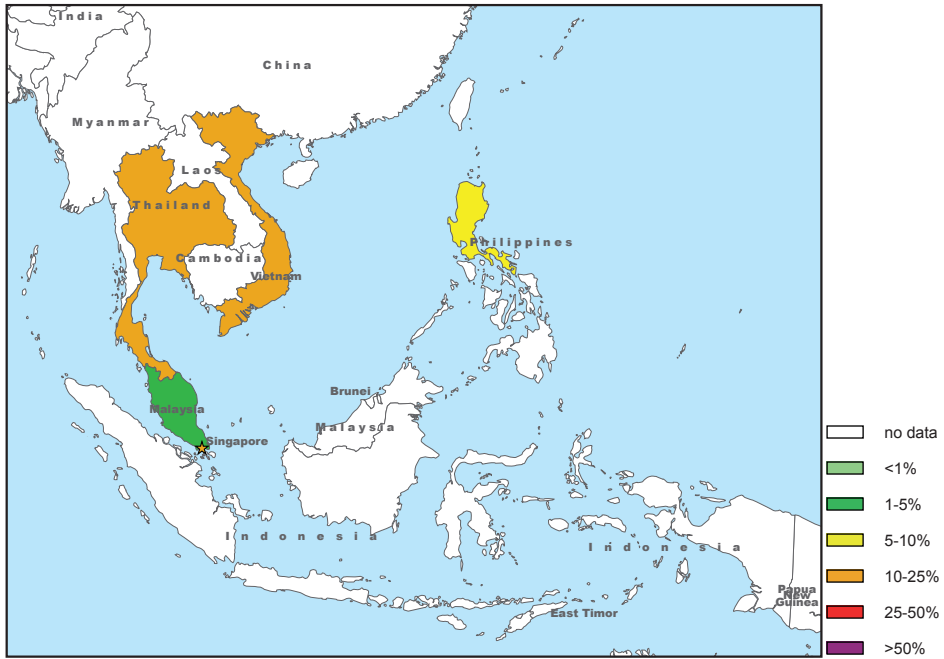 India
China
Myanmar
Laos
Thailand
Philippines
Cambodia
Vietnam
Brunei
Malaysia
Malaysia
Singapore
no data
<1%
1-5%
Indonesia
5-10%
Indonesia
10-25%
Papua
New
Guinea
East Timor
25-50%
>50%